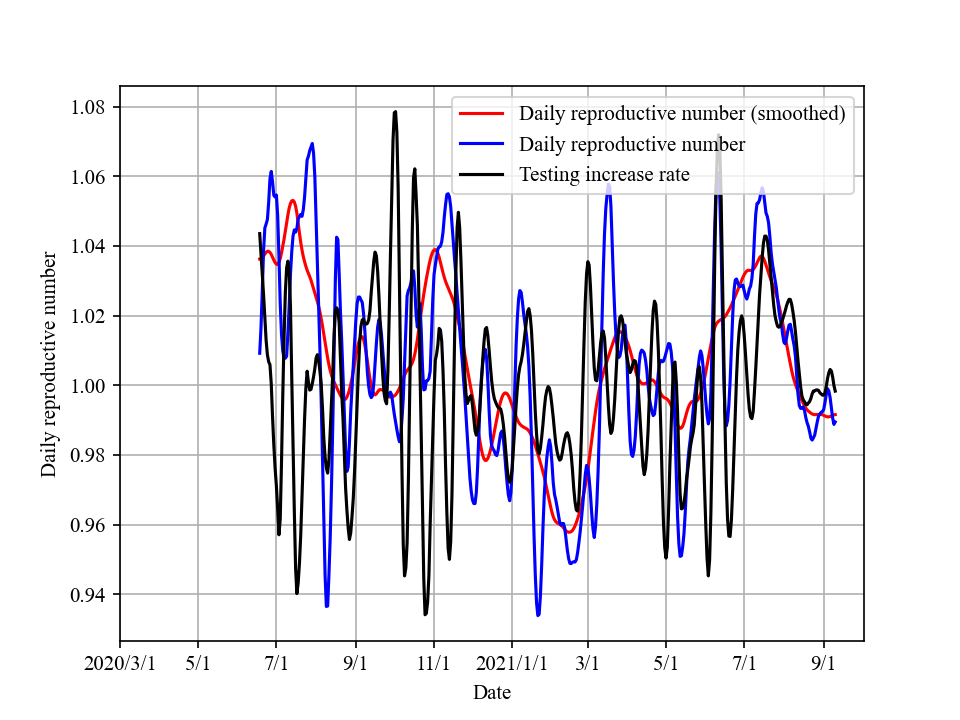 Daily reproductive number (smoothed)
Daily reproductive number
Testing increase rate
1.08
1.06
1.04
1.02
1.00
0.98
0.96
0.94
Daily reproductive number
2020/3/1 5/1 7/1 9/1 11/1 2021/1/1 3/1 5/1 7/1 9/1
Date